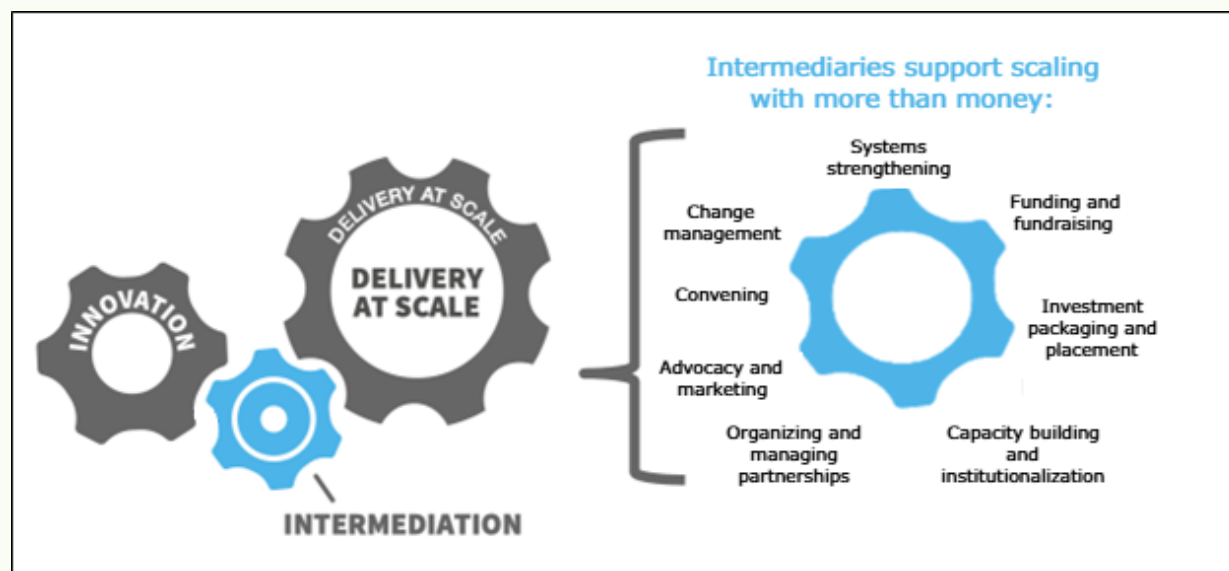 INNOVATION
DELIVERY AT SCALE
DELIVERY
AT SCALE
INTERMEDIATION
Intermediaries support scaling
with more than money:
Systems
strengthening
Funding and
fundraising
Investment
packaging and
placement
Capacity building
and
institutionalization
Organizing and
managing
partnerships
Advocacy and
marketing
Convening
Change
management